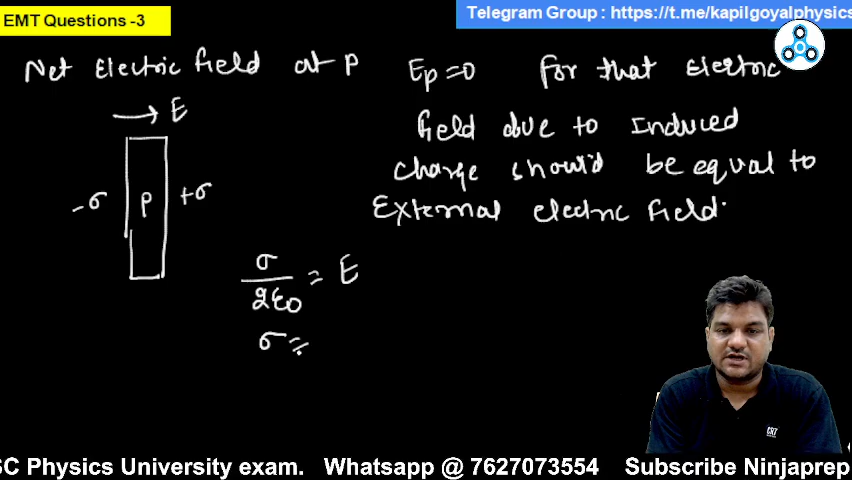 EMT Questions -3
Telegram Group : https://t.me/kapilgoyalphysics
Net Electric field at P
Ep=0 for that Electric
field due to Induced
charge should be equal to
External electric field.
→ E
-σ P +σ
σ/2ε0 = E
σ =
CRT
SC Physics University exam. Whatsapp @ 7627073554 Subscribe Ninjaprep